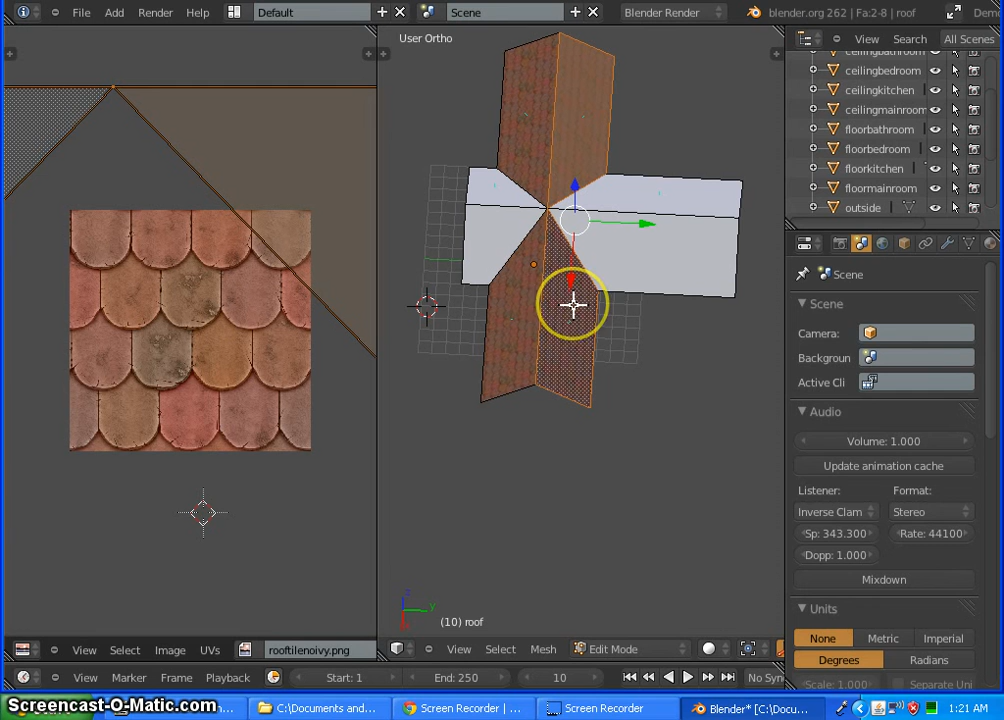 File Add Render Help Default Scene Blender Render blender.org 262 | Fa:2-8 | roof
View Search All Scenes
User Ortho
ceilingbathroom
ceilingbedroom
ceilingkitchen
ceilingmainroom
floorbathroom
floorbedroom
floorkitchen
floormainroom
outside
Scene
Scene
Camera:
Backgroun
Active Cli
Audio
Volume: 1.000
Update animation cache
Listener: Format:
Inverse Clam Stereo
Sp: 343.300 Rate: 44100
Dopp: 1.000
Mixdown
Units
None Metric Imperial
Degrees Radians
Scale: 1.000 Separate Uni
z
y
(10) roof
View Select Image UVs rooftilenoivy.png View Select Mesh Edit Mode
View Marker Frame Playback Start: 1 End: 250 10 No Syn
Screencast-O-Matic.com C:\Documents and... Screen Recorder | ... Screen Recorder Blender* [C:\Docum... 1:21 AM